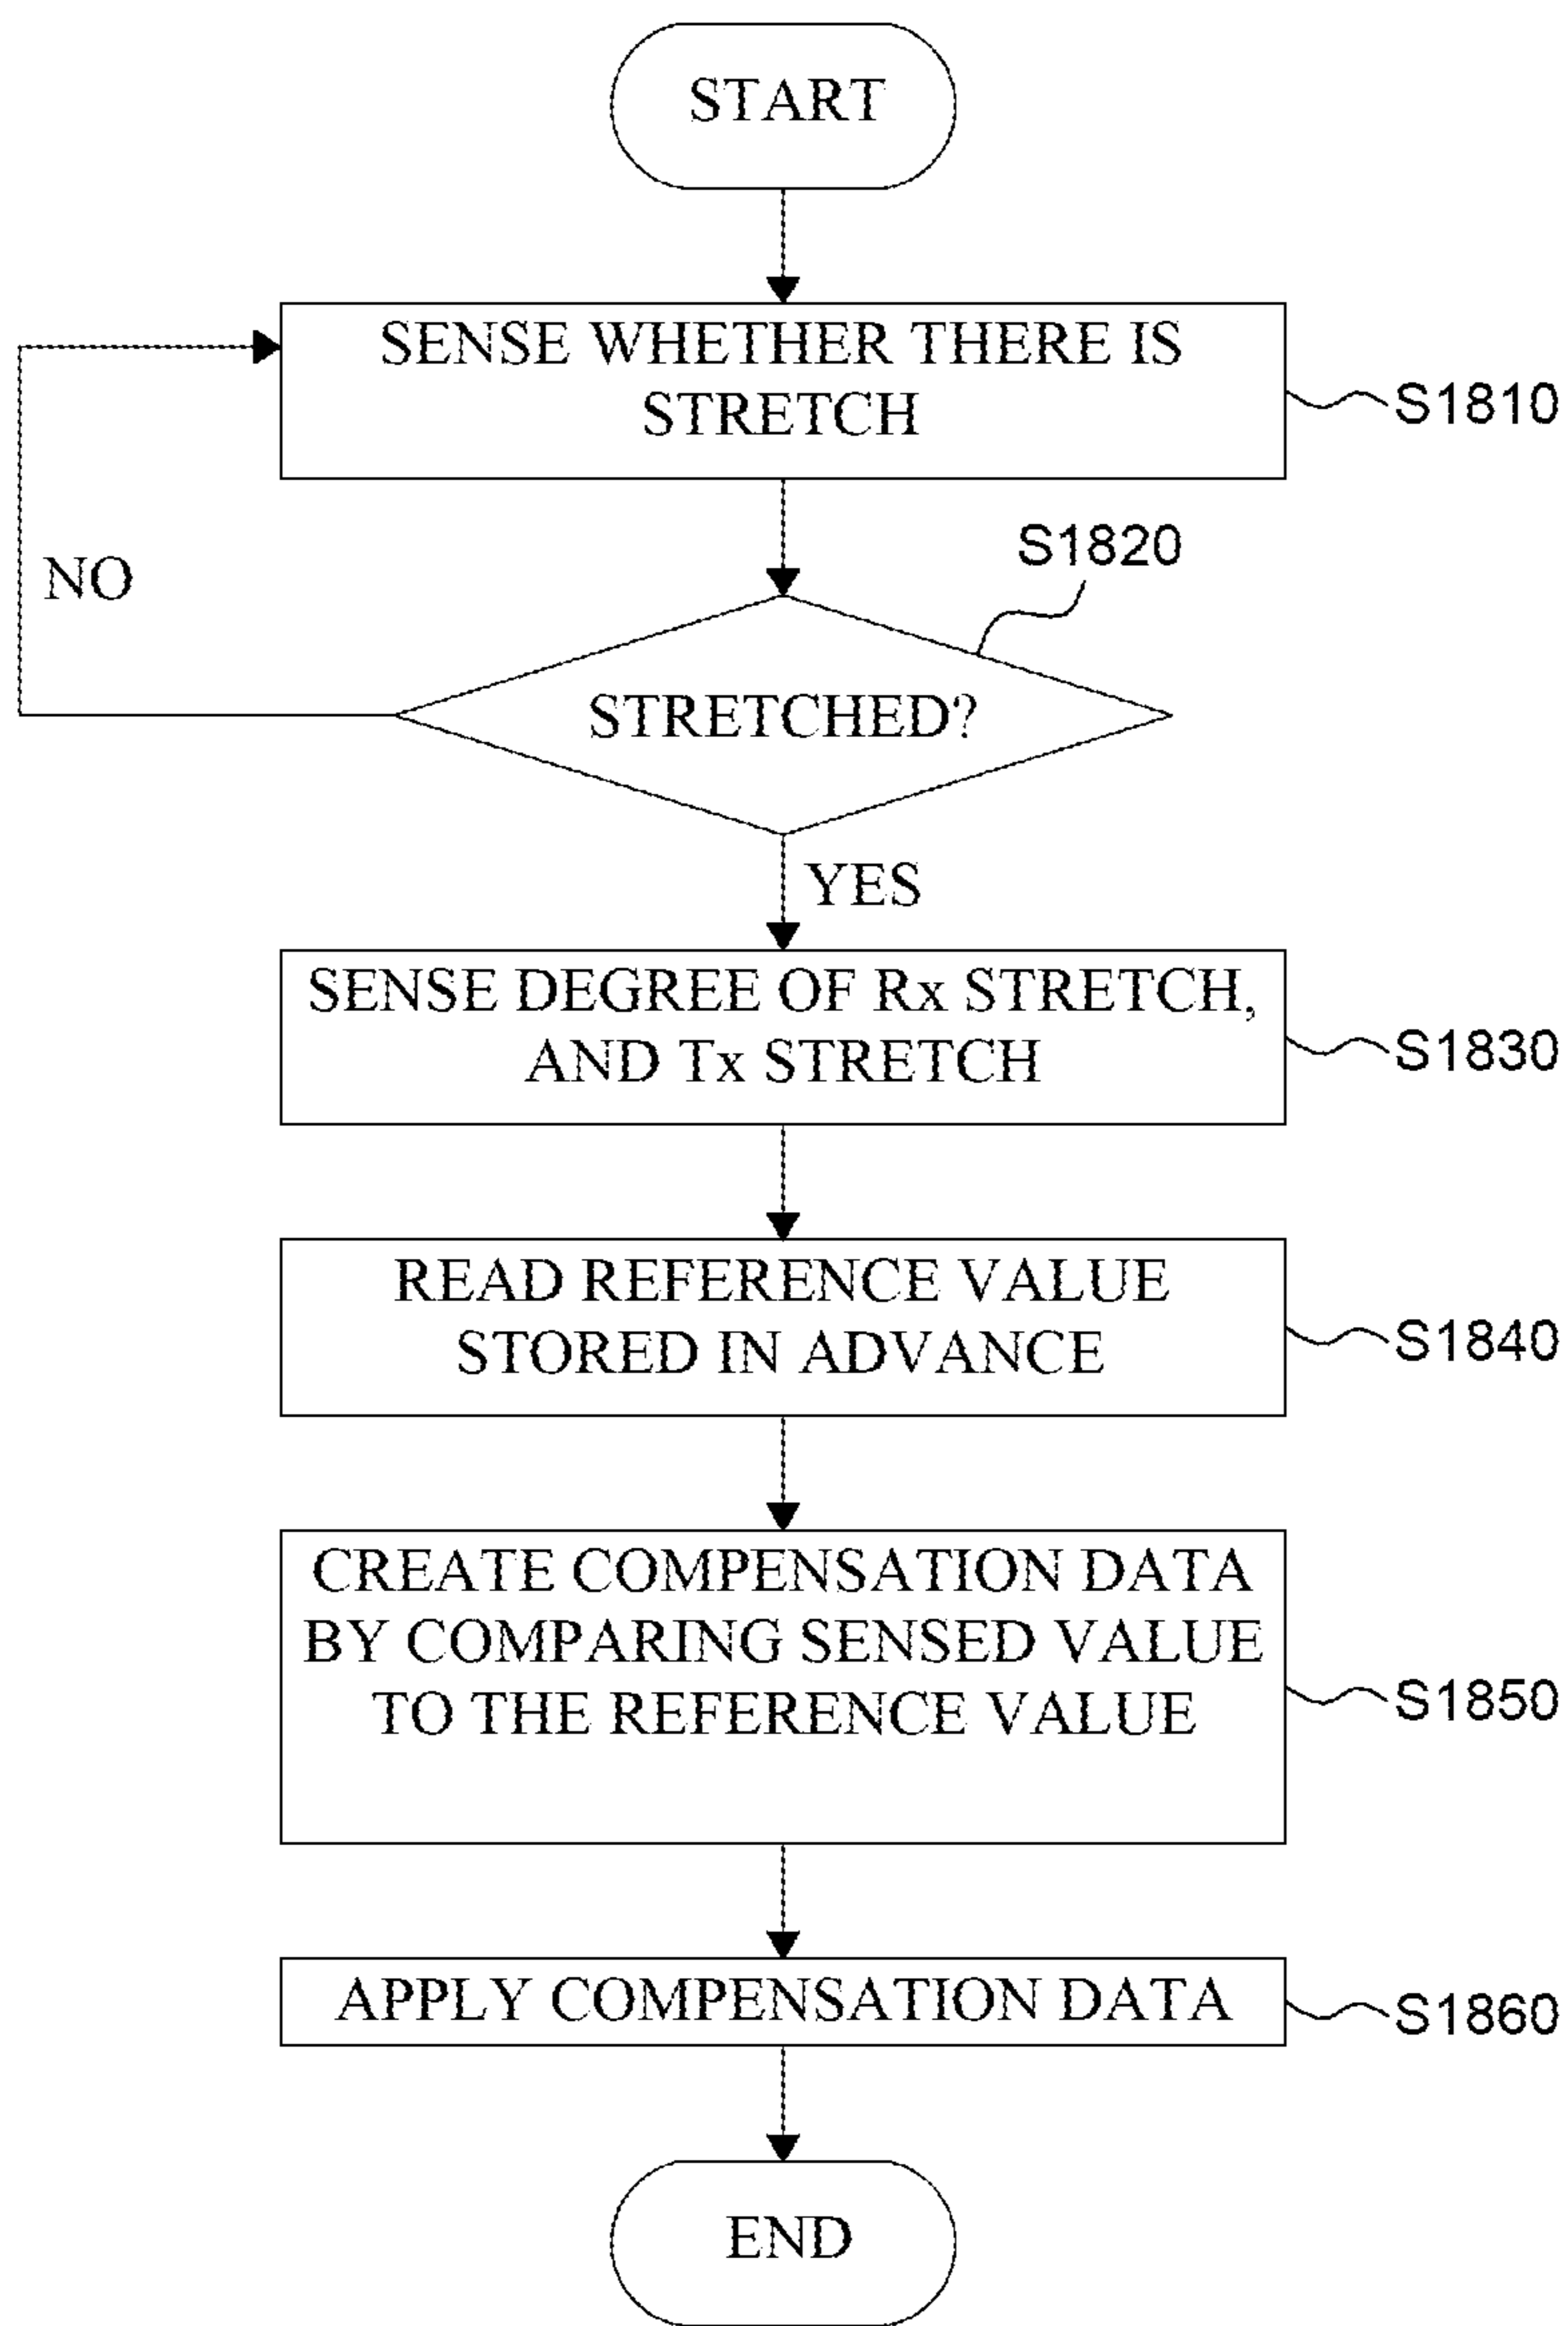 START
SENSE WHETHER THERE IS
STRETCH
S1810
NO
S1820
STRETCHED?
YES
SENSE DEGREE OF Rx STRETCH,
AND Tx STRETCH
S1830
READ REFERENCE VALUE
STORED IN ADVANCE
S1840
CREATE COMPENSATION DATA
BY COMPARING SENSED VALUE
TO THE REFERENCE VALUE
S1850
APPLY COMPENSATION DATA
S1860
END